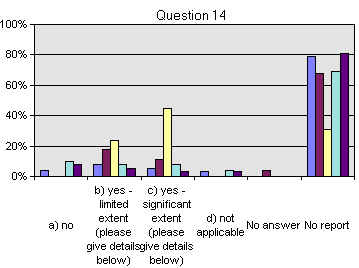 Question 14
100%
80%
60%
40%
20%
0%
a) no
b) yes -
limited
extent
(please
give details
below)
c) yes -
significant
extent
(please
give details
below)
d) not
applicable
No answer
No report